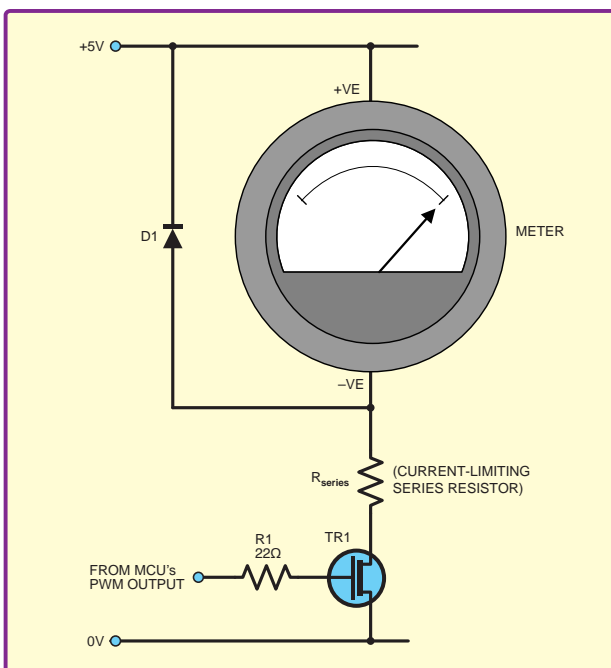 +5V
+VE
D1
METER
–VE
Rseries
(CURRENT-LIMITING
SERIES RESISTOR)
R1
22Ω
TR1
FROM MCU's
PWM OUTPUT
0V